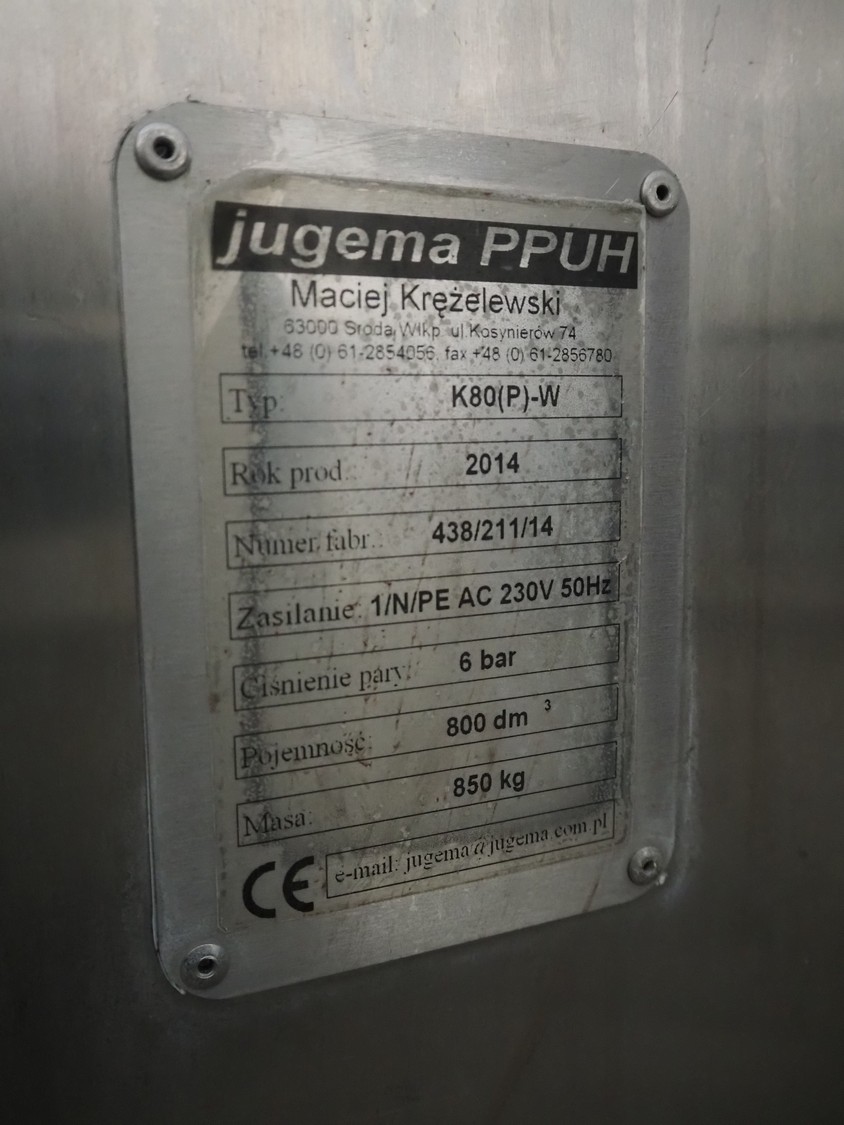 jugema PPUH
Maciej Krężelewski
63000 Środa Wlkp. ul.Kosynierów 74
tel.+48 (0) 61-2854056, fax +48 (0) 61-2856780
Typ: K80(P)-W
Rok prod.: 2014
Numer fabr.: 438/211/14
Zasilanie: 1/N/PE AC 230V 50Hz
Ciśnienie pary: 6 bar
Pojemność: 800 dm ³
Masa: 850 kg
CE e-mail: jugema@jugema.com.pl